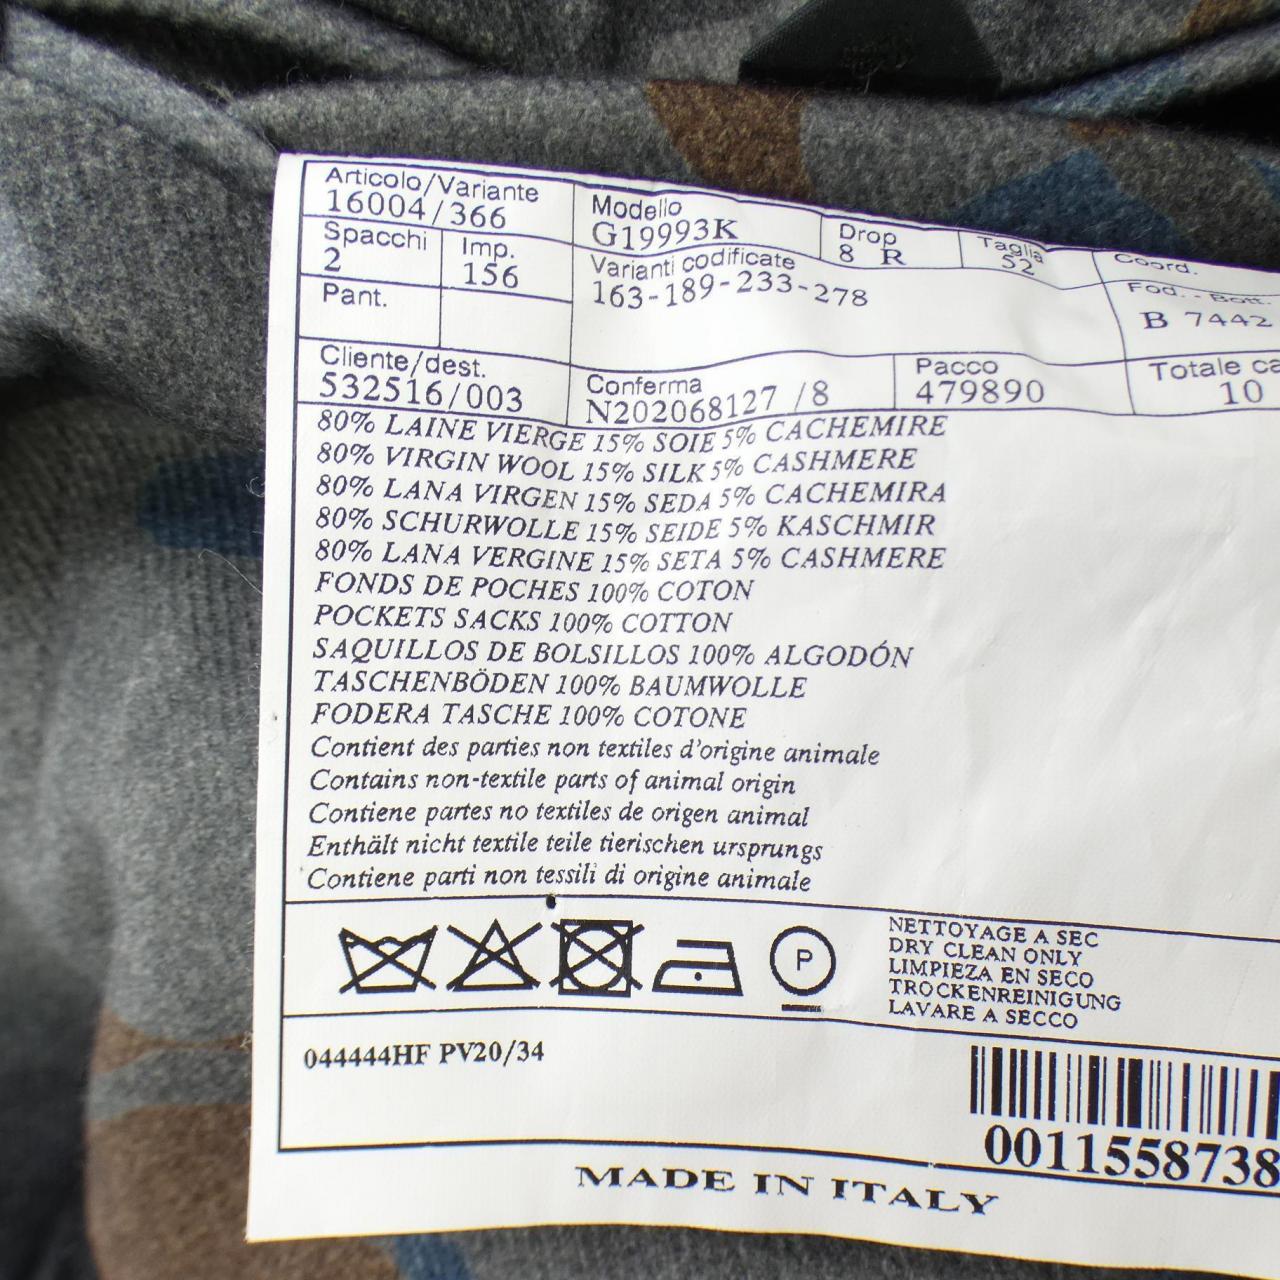 Articolo/Variante
16004/366
Modello
G19993K
Drop
8 R
Taglia
52
Coord.
Spacchi
2
Imp.
156
Varianti codificate
163-189-233-278
Fod. - Bott.
B 7442
Pant.
Cliente/dest.
532516/003
Conferma
N202068127 /8
Pacco
479890
Totale ca
10
80% LAINE VIERGE 15% SOIE 5% CACHEMIRE
80% VIRGIN WOOL 15% SILK 5% CASHMERE
80% LANA VIRGEN 15% SEDA 5% CACHEMIRA
80% SCHURWOLLE 15% SEIDE 5% KASCHMIR
80% LANA VERGINE 15% SETA 5% CASHMERE
FONDS DE POCHES 100% COTON
POCKETS SACKS 100% COTTON
SAQUILLOS DE BOLSILLOS 100% ALGODÓN
TASCHENBÖDEN 100% BAUMWOLLE
FODERA TASCHE 100% COTONE
Contient des parties non textiles d'origine animale
Contains non-textile parts of animal origin
Contiene partes no textiles de origen animal
Enthält nicht textile teile tierischen ursprungs
Contiene parti non tessili di origine animale
P
NETTOYAGE A SEC
DRY CLEAN ONLY
LIMPIEZA EN SECO
TROCKENREINIGUNG
LAVARE A SECCO
044444HF PV20/34
0011558738
MADE IN ITALY